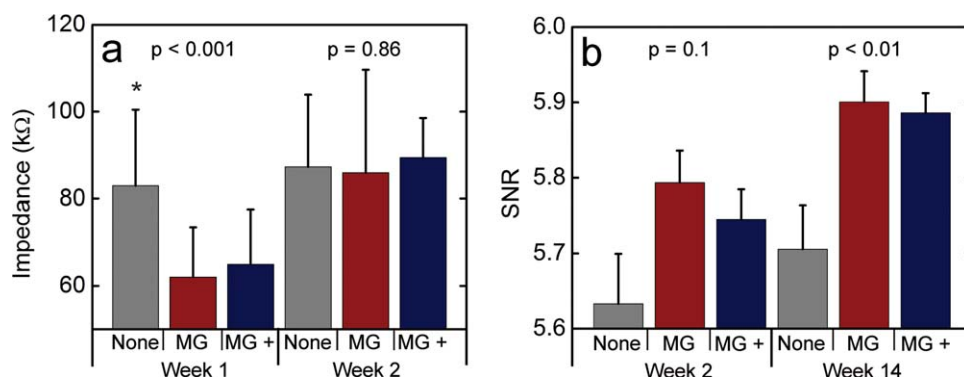 120
100
80
60
Impedance (kΩ)
a
p < 0.001
p = 0.86
*
None MG MG + None MG MG +
Week 1 Week 2
6.0
5.9
5.8
5.7
5.6
SNR
b
p = 0.1
p < 0.01
None MG MG + None MG MG +
Week 2 Week 14